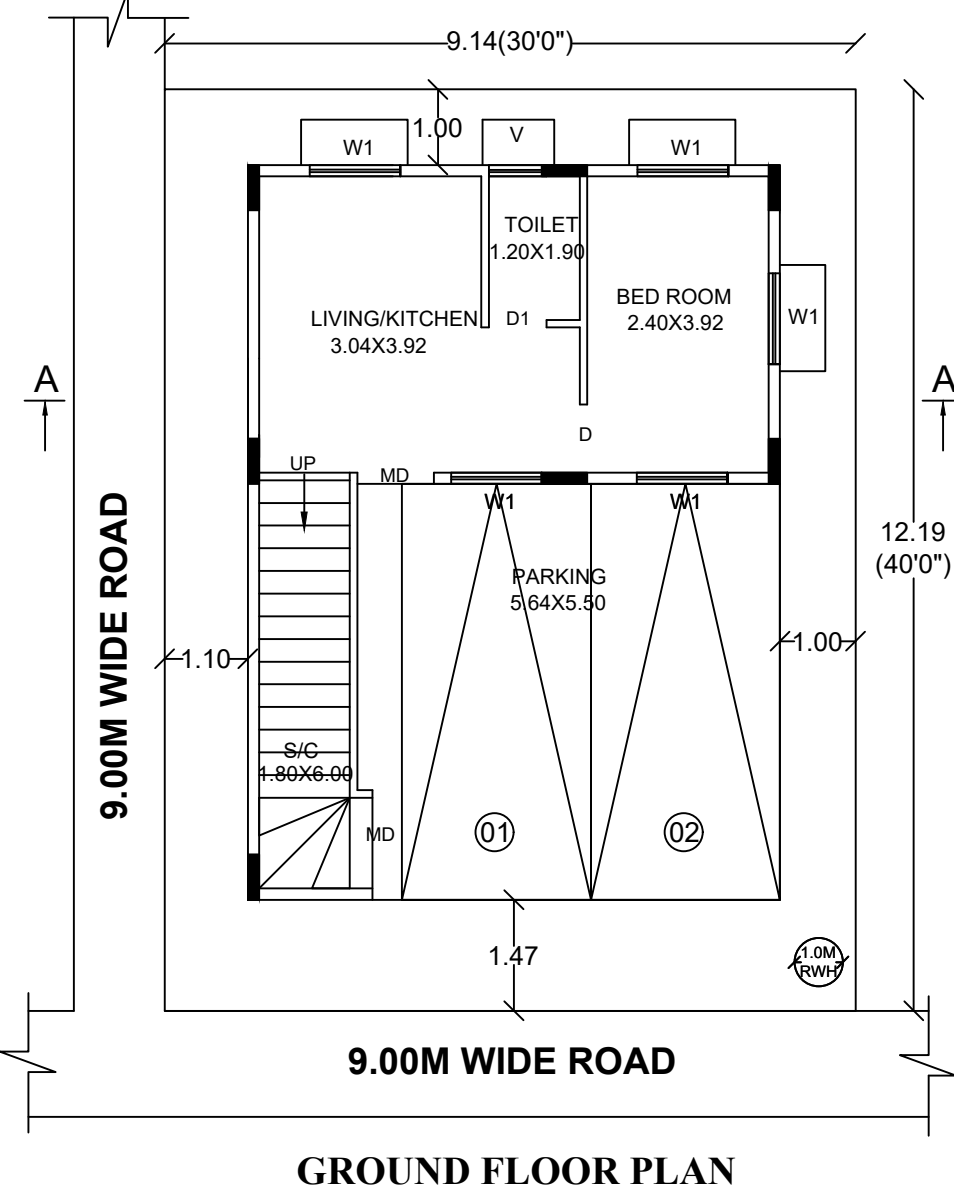 9.14(30'0")
1.00
W1
V
W1
TOILET
1.20X1.90
BED ROOM
2.40X3.92
W1
LIVING/KITCHEN
3.04X3.92
D1
A
A
D
UP
MD
W1
W1
12.19
(40'0")
PARKING
5.64X5.50
9.00M WIDE ROAD
1.10
1.00
S/C
1.80X6.00
MD
01
02
1.47
1.0M
RWH
9.00M WIDE ROAD
GROUND FLOOR PLAN